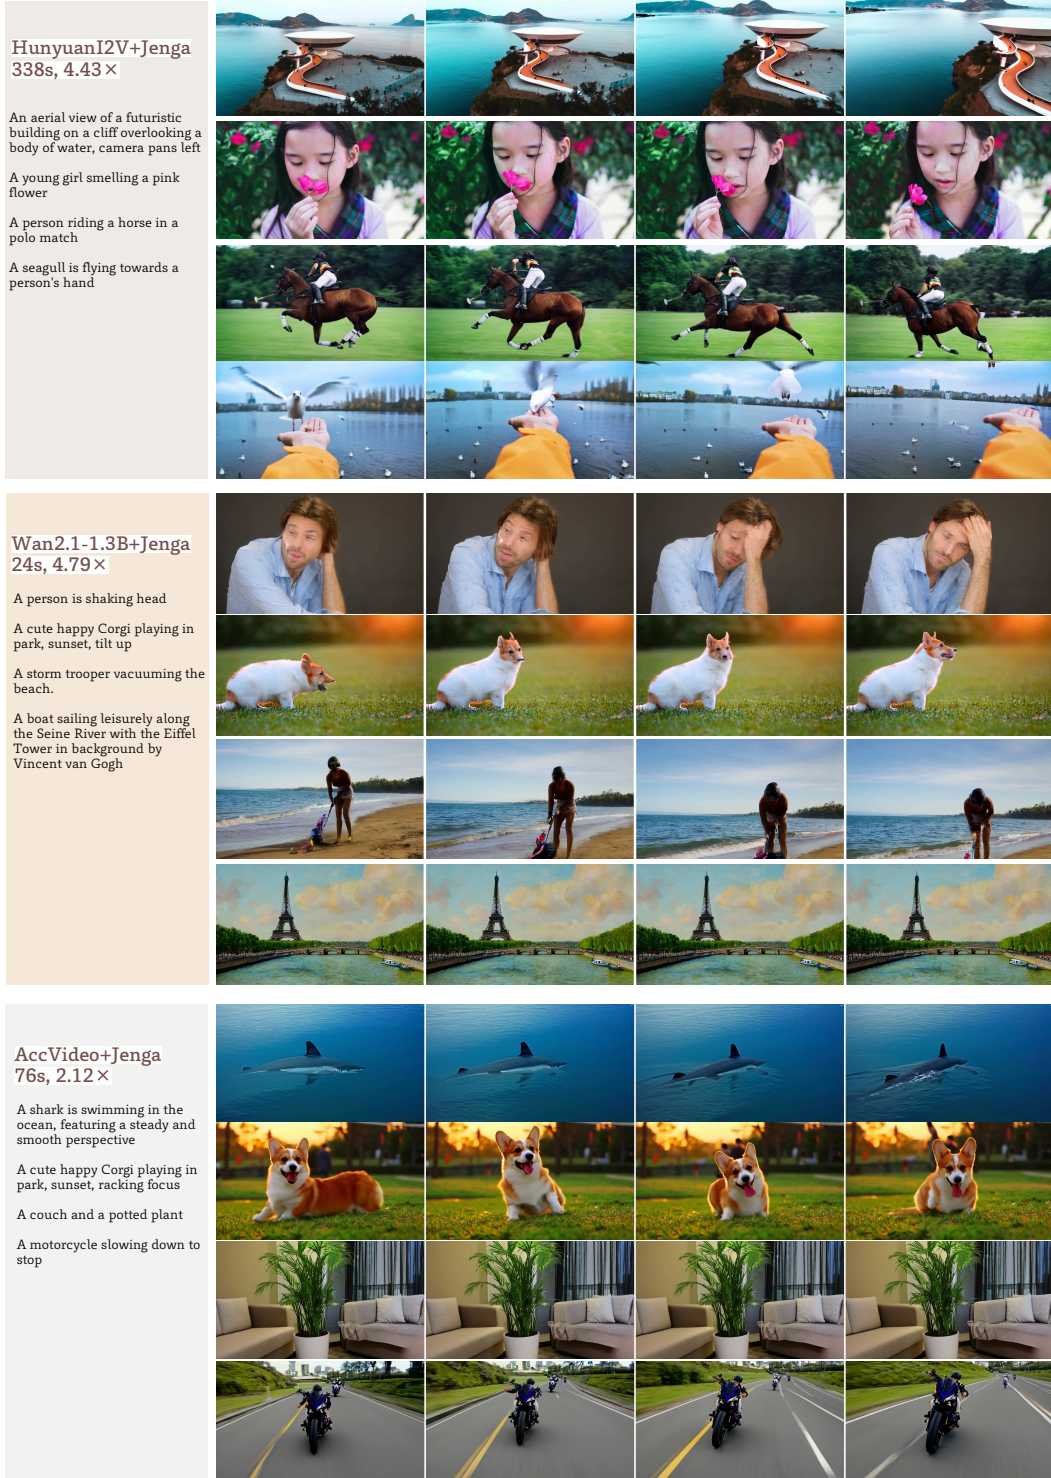 HunyuanI2V+Jenga
338s, 4.43×
An aerial view of a futuristic
building on a cliff overlooking a
body of water, camera pans left
A young girl smelling a pink
flower
A person riding a horse in a
polo match
A seagull is flying towards a
person's hand
Wan2.1-1.3B+Jenga
24s, 4.79×
A person is shaking head
A cute happy Corgi playing in
park, sunset, tilt up
A storm trooper vacuuming the
beach.
A boat sailing leisurely along
the Seine River with the Eiffel
Tower in background by
Vincent van Gogh
AccVideo+Jenga
76s, 2.12×
A shark is swimming in the
ocean, featuring a steady and
smooth perspective
A cute happy Corgi playing in
park, sunset, racking focus
A couch and a potted plant
A motorcycle slowing down to
stop